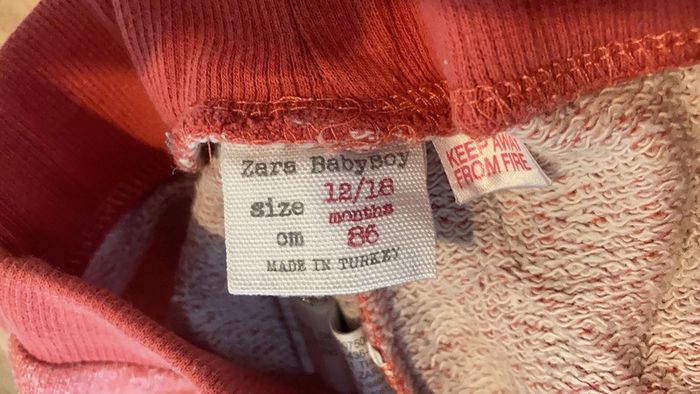 Zara BabyBoy
size 12/18
months
cm 86
MADE IN TURKEY
KEEP AWAY
FROM FIRE